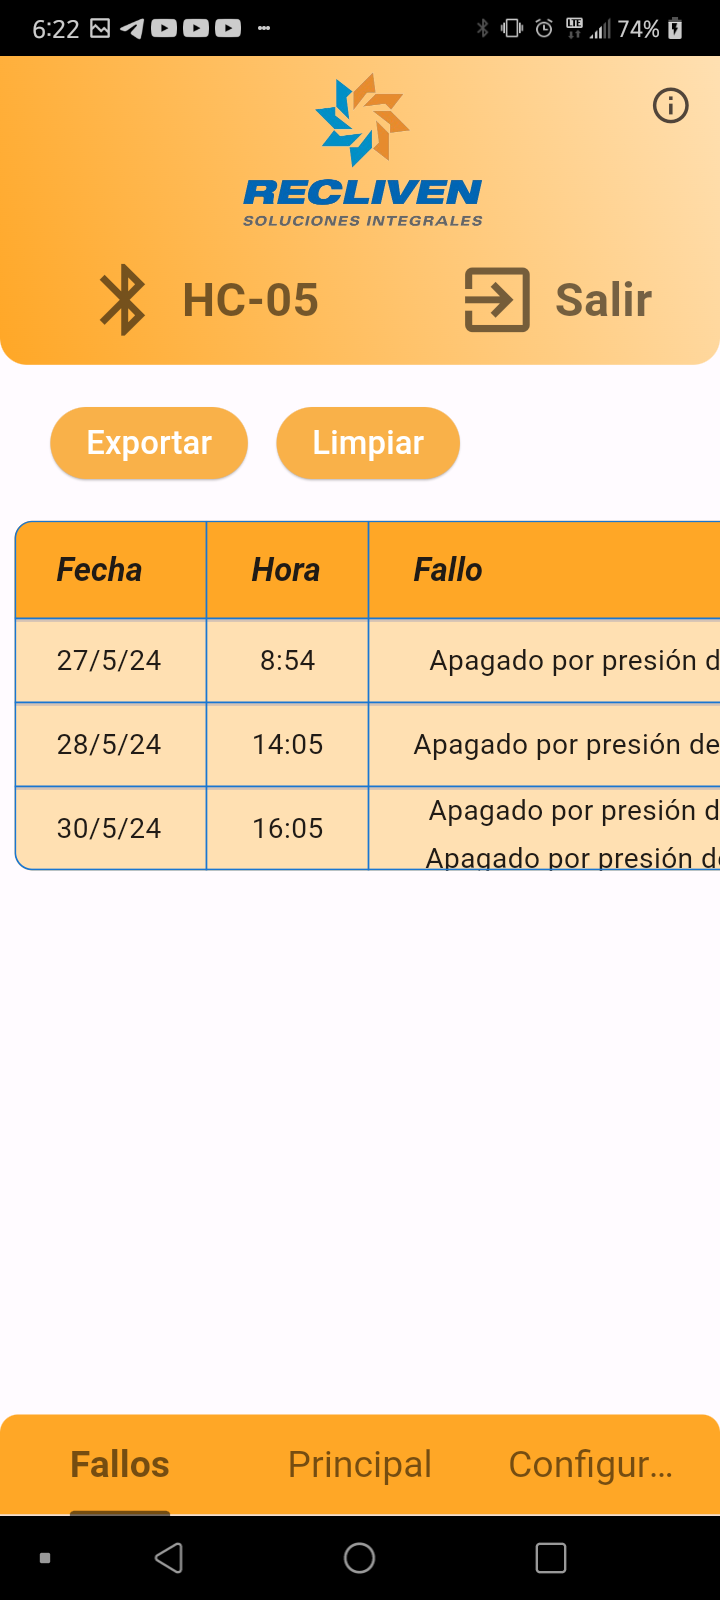 6:22 74%
RECLIVEN
SOLUCIONES INTEGRALES
HC-05 Salir
Exportar Limpiar
Fecha Hora Fallo
27/5/24 8:54 Apagado por presión d
28/5/24 14:05 Apagado por presión de
30/5/24 16:05 Apagado por presión d
Apagado por presión de
Fallos Principal Configur...